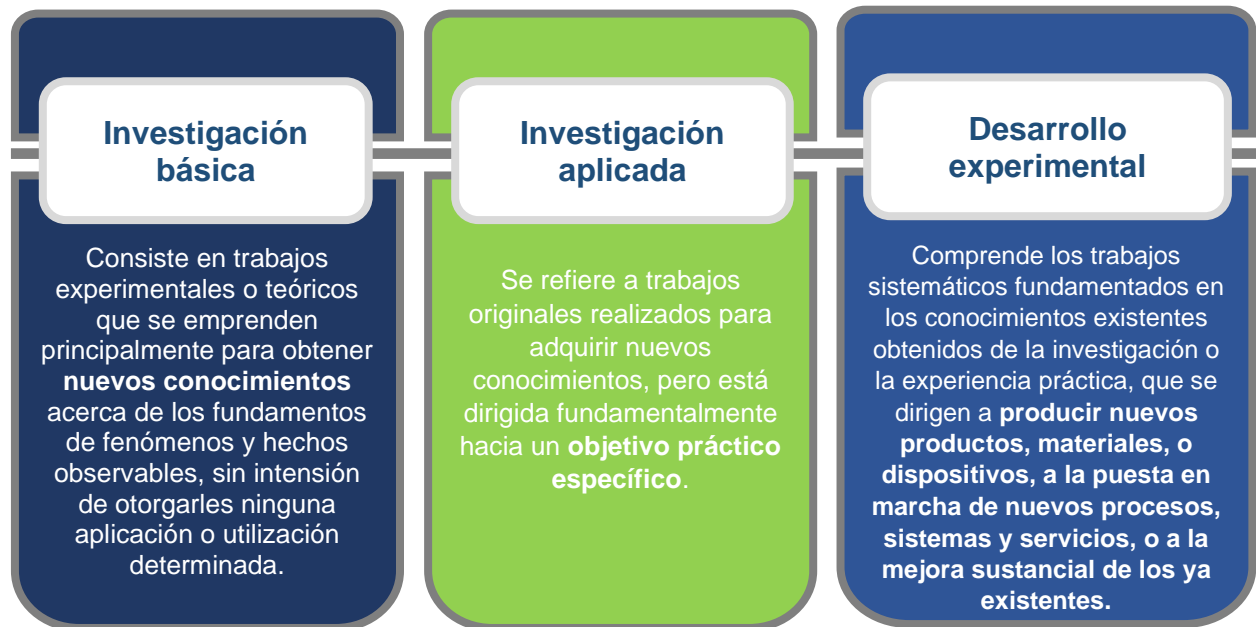 Investigación
básica
Consiste en trabajos
experimentales o teóricos
que se emprenden
principalmente para obtener
nuevos conocimientos
acerca de los fundamentos
de fenómenos y hechos
observables, sin intensión
de otorgarles ninguna
aplicación o utilización
determinada.
Investigación
aplicada
Se refiere a trabajos
originales realizados para
adquirir nuevos
conocimientos, pero está
dirigida fundamentalmente
hacia un objetivo práctico
específico.
Desarrollo
experimental
Comprende los trabajos
sistemáticos fundamentados en
los conocimientos existentes
obtenidos de la investigación o
la experiencia práctica, que se
dirigen a producir nuevos
productos, materiales, o
dispositivos, a la puesta en
marcha de nuevos procesos,
sistemas y servicios, o a la
mejora sustancial de los ya
existentes.